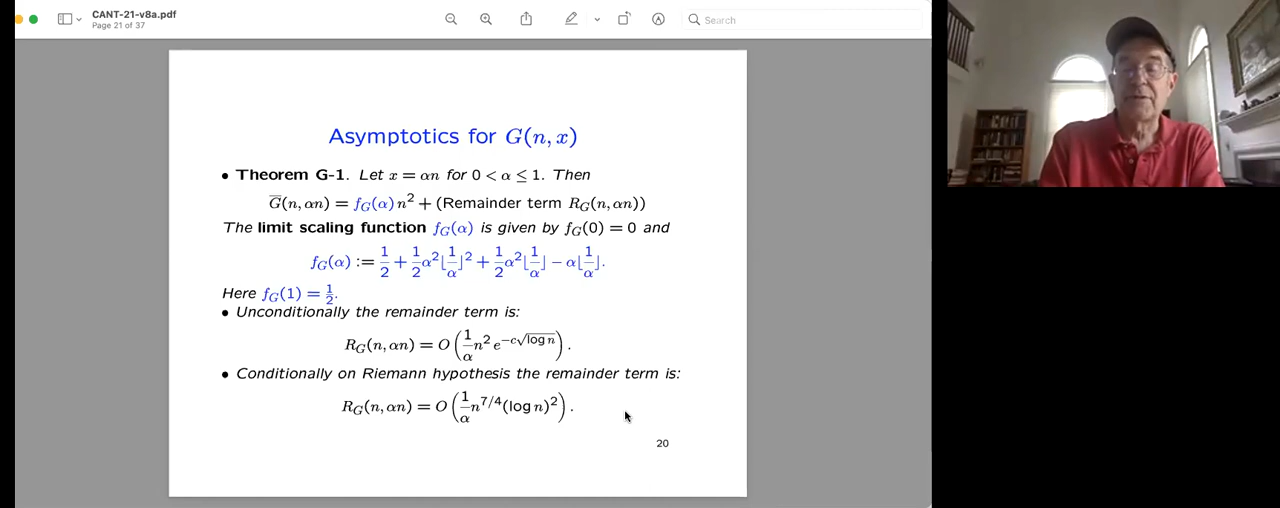 CANT-21-v8a.pdf
Page 21 of 37
Search
Asymptotics for G(n, x)
• Theorem G-1. Let x = αn for 0 < α ≤ 1. Then
G̅(n, αn) = f_G(α) n² + (Remainder term R_G(n, αn))
The limit scaling function f_G(α) is given by f_G(0) = 0 and
f_G(α) := 1/2 + 1/2 α²⌊1/α⌋² + 1/2 α²⌊1/α⌋ − α⌊1/α⌋.
Here f_G(1) = 1/2.
• Unconditionally the remainder term is:
R_G(n, αn) = O(1/α n² e^{−c√log n}).
• Conditionally on Riemann hypothesis the remainder term is:
R_G(n, αn) = O(1/α n^{7/4}(log n)²).
20